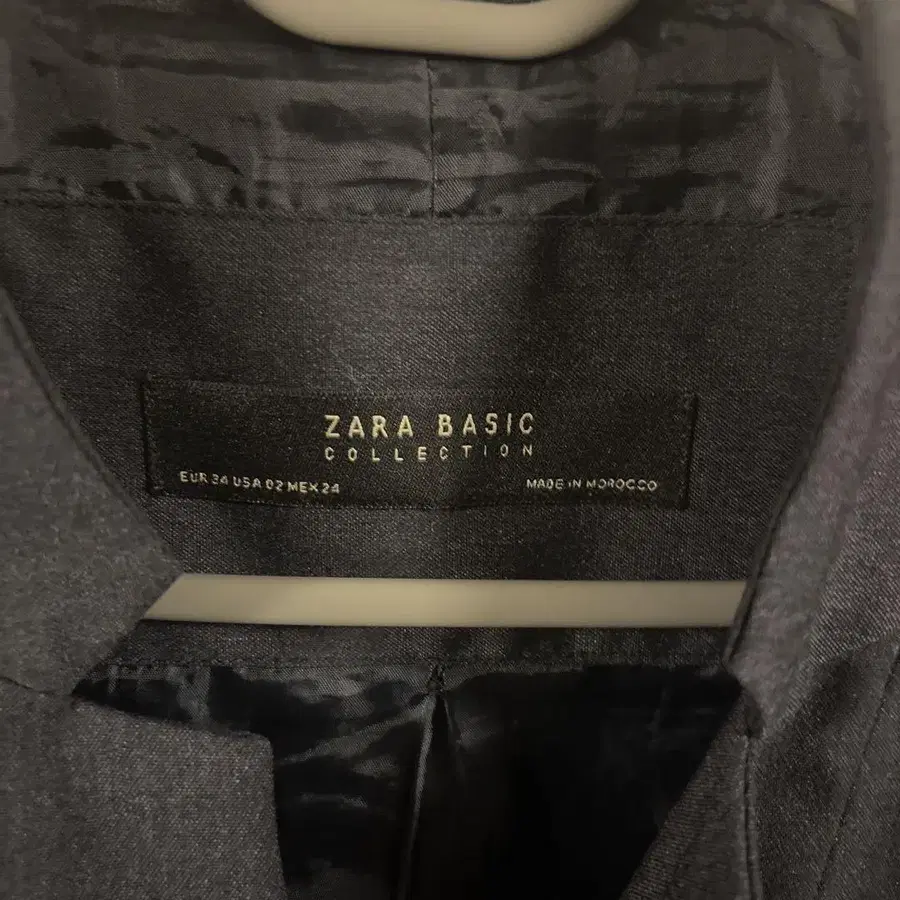 ZARA BASIC
COLLECTION
EUR 34 USA 02 MEX 24
MADE IN MOROCCO